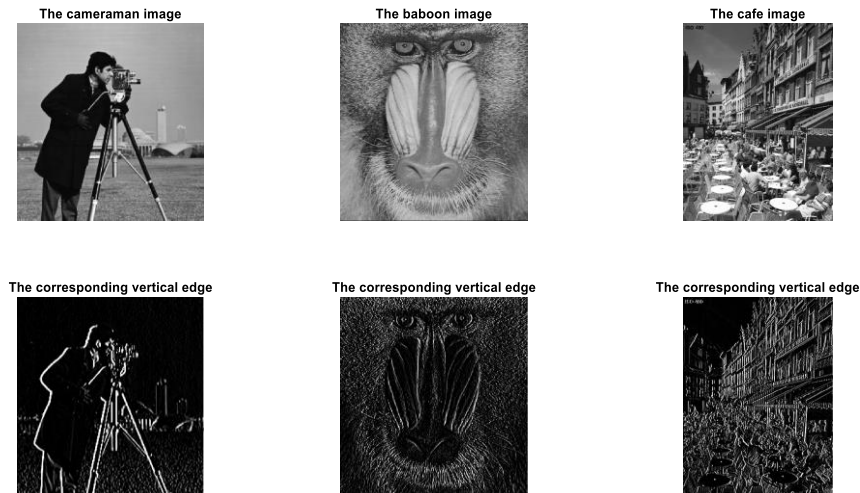 The cameraman image
The baboon image
The cafe image
The corresponding vertical edge
The corresponding vertical edge
The corresponding vertical edge